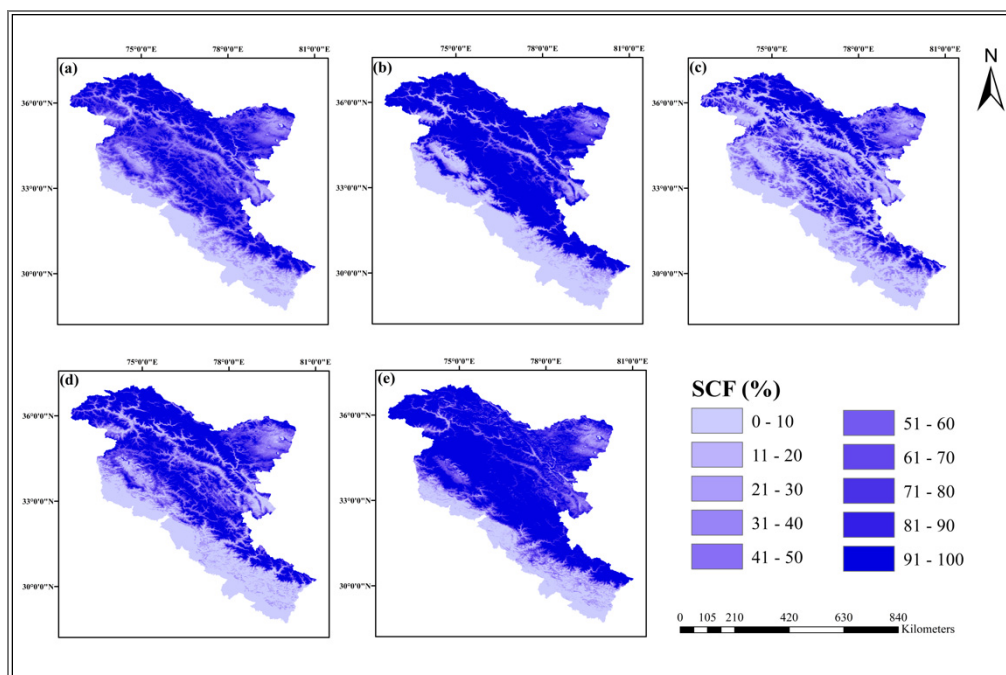 75°0'0"E 78°0'0"E 81°0'0"E
(a)
36°0'0"N
33°0'0"N
30°0'0"N
75°0'0"E 78°0'0"E 81°0'0"E
(b)
36°0'0"N
33°0'0"N
30°0'0"N
75°0'0"E 78°0'0"E 81°0'0"E
(c)
36°0'0"N
33°0'0"N
30°0'0"N
N
75°0'0"E 78°0'0"E 81°0'0"E
(d)
36°0'0"N
33°0'0"N
30°0'0"N
75°0'0"E 78°0'0"E 81°0'0"E
(e)
36°0'0"N
33°0'0"N
30°0'0"N
SCF (%)
0 - 10
11 - 20
21 - 30
31 - 40
41 - 50
51 - 60
61 - 70
71 - 80
81 - 90
91 - 100
0 105 210 420 630 840
Kilometers